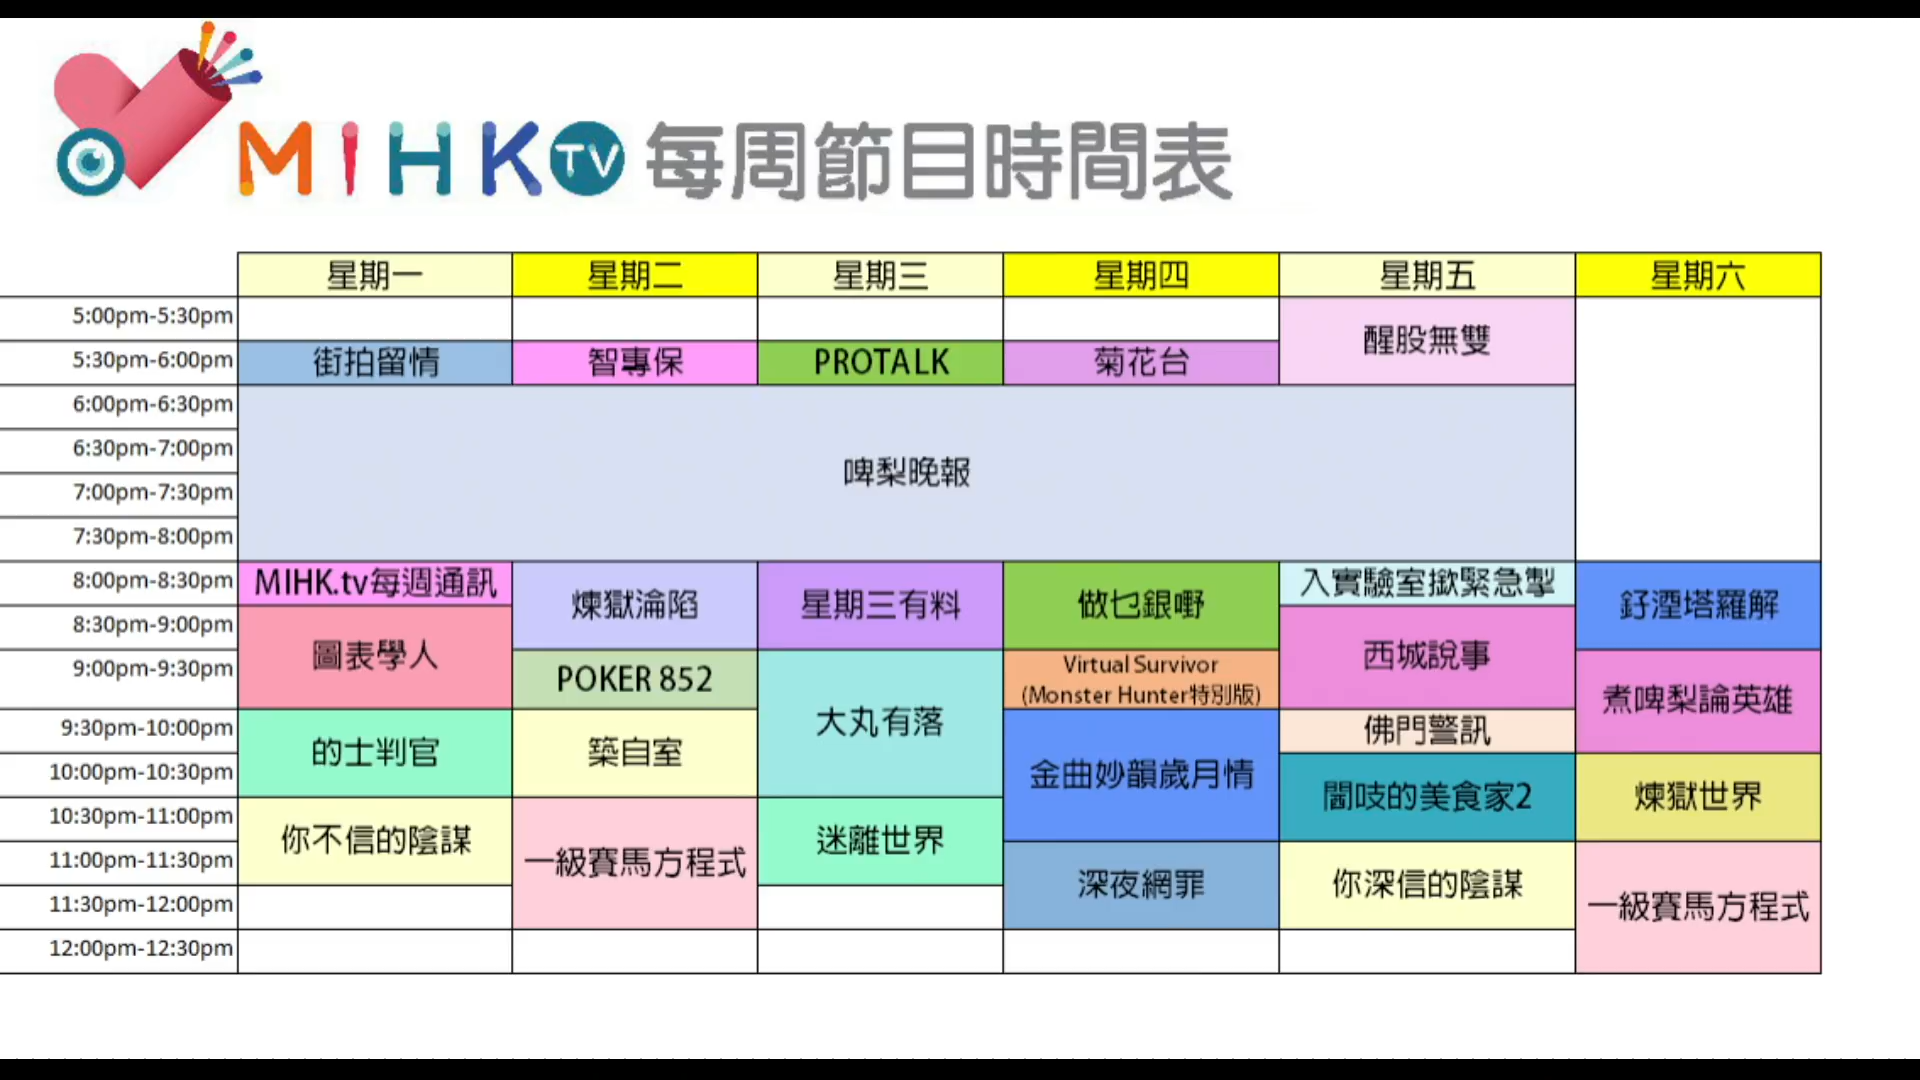 MIHK TV 每周節目時間表
星期一 星期二 星期三 星期四 星期五 星期六
5:00pm-5:30pm 醒股無雙
5:30pm-6:00pm 街拍留情 智專保 PROTALK 菊花台
6:00pm-6:30pm
6:30pm-7:00pm
啤梨晚報
7:00pm-7:30pm
7:30pm-8:00pm
8:00pm-8:30pm MIHK.tv每週通訊 煉獄淪陷 星期三有料 做乜銀嘢 入實驗室撳緊急掣 釨湮塔羅解
8:30pm-9:00pm 圖表學人 西城說事
9:00pm-9:30pm POKER 852 大丸有落 Virtual Survivor 煮啤梨論英雄
(Monster Hunter特別版)
9:30pm-10:00pm 的士判官 築自室 金曲妙韻歲月情 佛門警訊
10:00pm-10:30pm 闔吱的美食家2 煉獄世界
10:30pm-11:00pm 你不信的陰謀 一級賽馬方程式 迷離世界
11:00pm-11:30pm 深夜網罪 你深信的陰謀 一級賽馬方程式
11:30pm-12:00pm
12:00pm-12:30pm